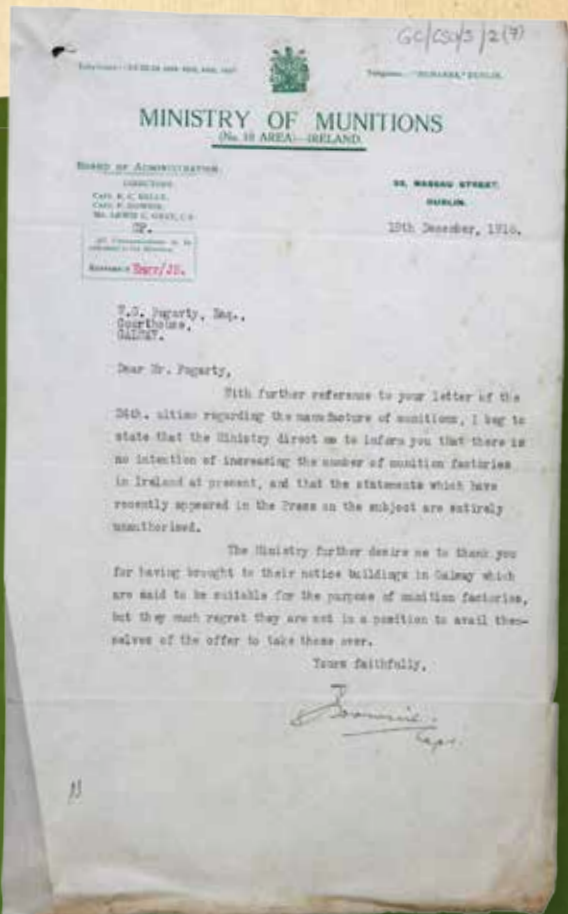 GC/CSO/5/2(7)
MINISTRY OF MUNITIONS
(No. 10 AREA)—IRELAND.
BOARD OF ADMINISTRATION.
DIRECTORS:
32, NASSAU STREET,
DUBLIN.
CP.
19th December, 1916.
Courthouse,
GALWAY.
Dear Mr. Fogarty,
With further reference to your letter of the
24th. ultimo regarding the manufacture of munitions, I beg to
state that the Ministry direct me to inform you that there is
no intention of increasing the number of munition factories
in Ireland at present, and that the statements which have
recently appeared in the Press on the subject are entirely
unauthorised.
The Ministry further desire me to thank you
for having brought to their notice buildings in Galway which
are said to be suitable for the purpose of munition factories,
but they much regret they are not in a position to avail them-
selves of the offer to take these over.
Yours faithfully,
Capt.